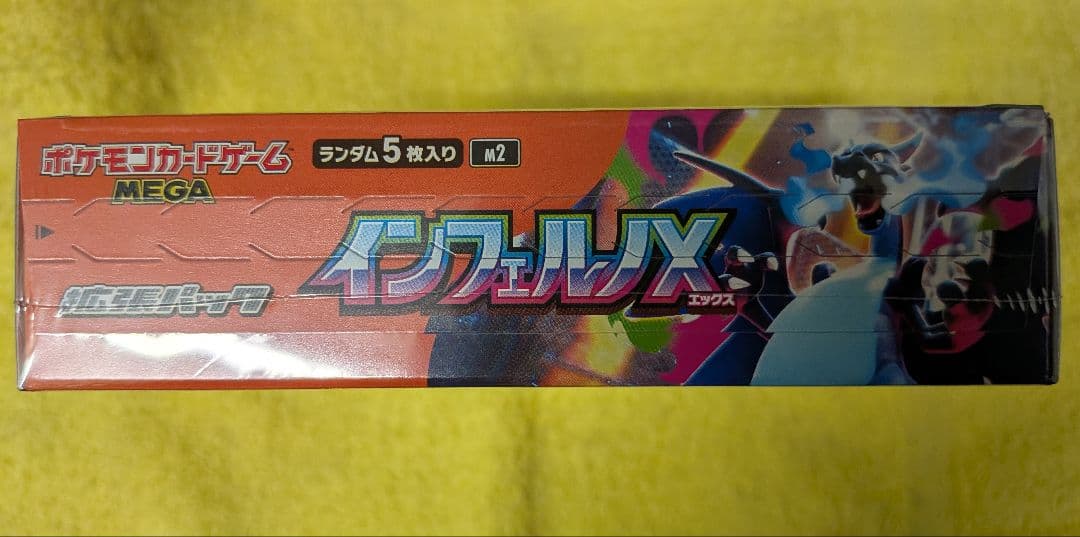 ポケモンカードゲーム
MEGA
ランダム5枚入り
M2
拡張パック
インフェルノX
エックス